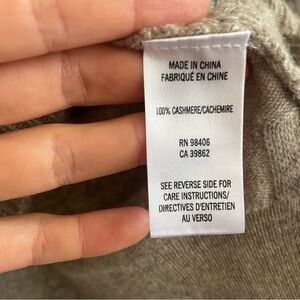 MADE IN CHINA
FABRIQUÉ EN CHINE
100% CASHMERE/CACHEMIRE
RN 98406
CA 39862
SEE REVERSE SIDE FOR
CARE INSTRUCTIONS/
DIRECTIVES D'ENTRETIEN
AU VERSO